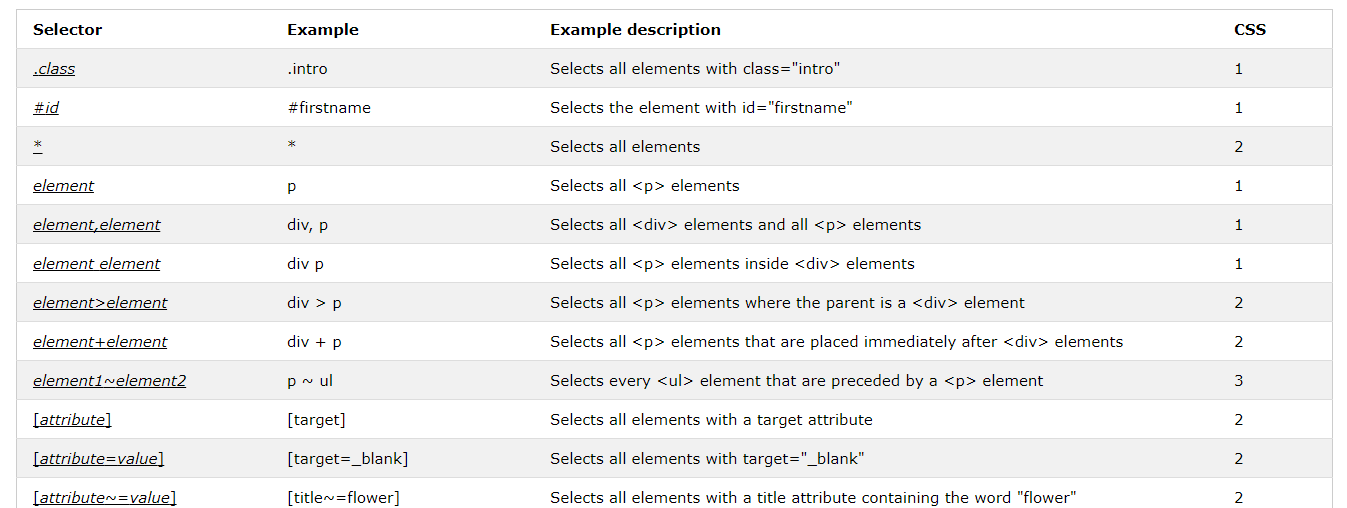 Selector Example Example description CSS
.class .intro Selects all elements with class="intro" 1
#id #firstname Selects the element with id="firstname" 1
* * Selects all elements 2
element p Selects all <p> elements 1
element,element div, p Selects all <div> elements and all <p> elements 1
element element div p Selects all <p> elements inside <div> elements 1
element>element div > p Selects all <p> elements where the parent is a <div> element 2
element+element div + p Selects all <p> elements that are placed immediately after <div> elements 2
element1~element2 p ~ ul Selects every <ul> element that are preceded by a <p> element 3
[attribute] [target] Selects all elements with a target attribute 2
[attribute=value] [target=_blank] Selects all elements with target="_blank" 2
[attribute~=value] [title~=flower] Selects all elements with a title attribute containing the word "flower" 2